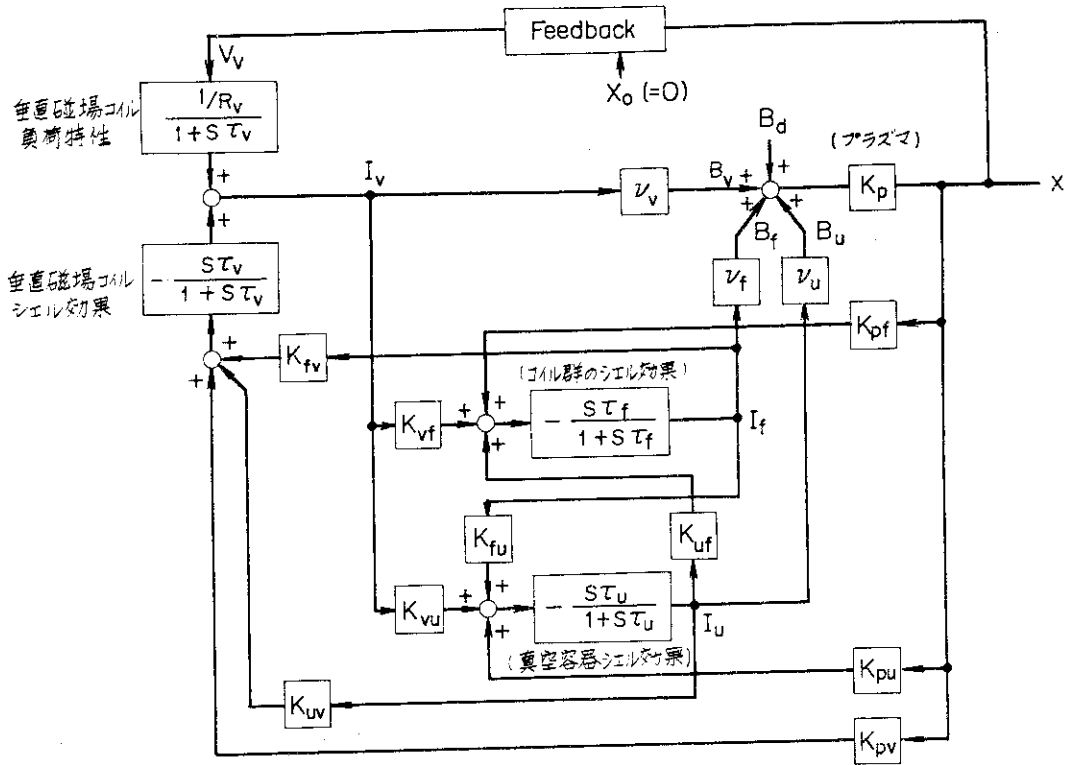 Feedback
V_v
X_0 (=0)
垂直磁場コイル
負荷特性
1/R_v
1+Sτ_v
B_d
(プラズマ)
+
I_v
ν_v
B_v
+
+
K_p
X
+
+
+
B_f
B_u
垂直磁場コイル
シェル効果
- Sτ_v
1+Sτ_v
ν_f
ν_u
K_pf
+
+
K_fv
(コイル群のシェル効果)
+
K_vf
+
+
- Sτ_f
1+Sτ_f
I_f
K_fu
K_uf
+
K_vu
+
+
- Sτ_u
1+Sτ_u
I_u
(真空容器シェル効果)
K_pu
K_uv
K_pv